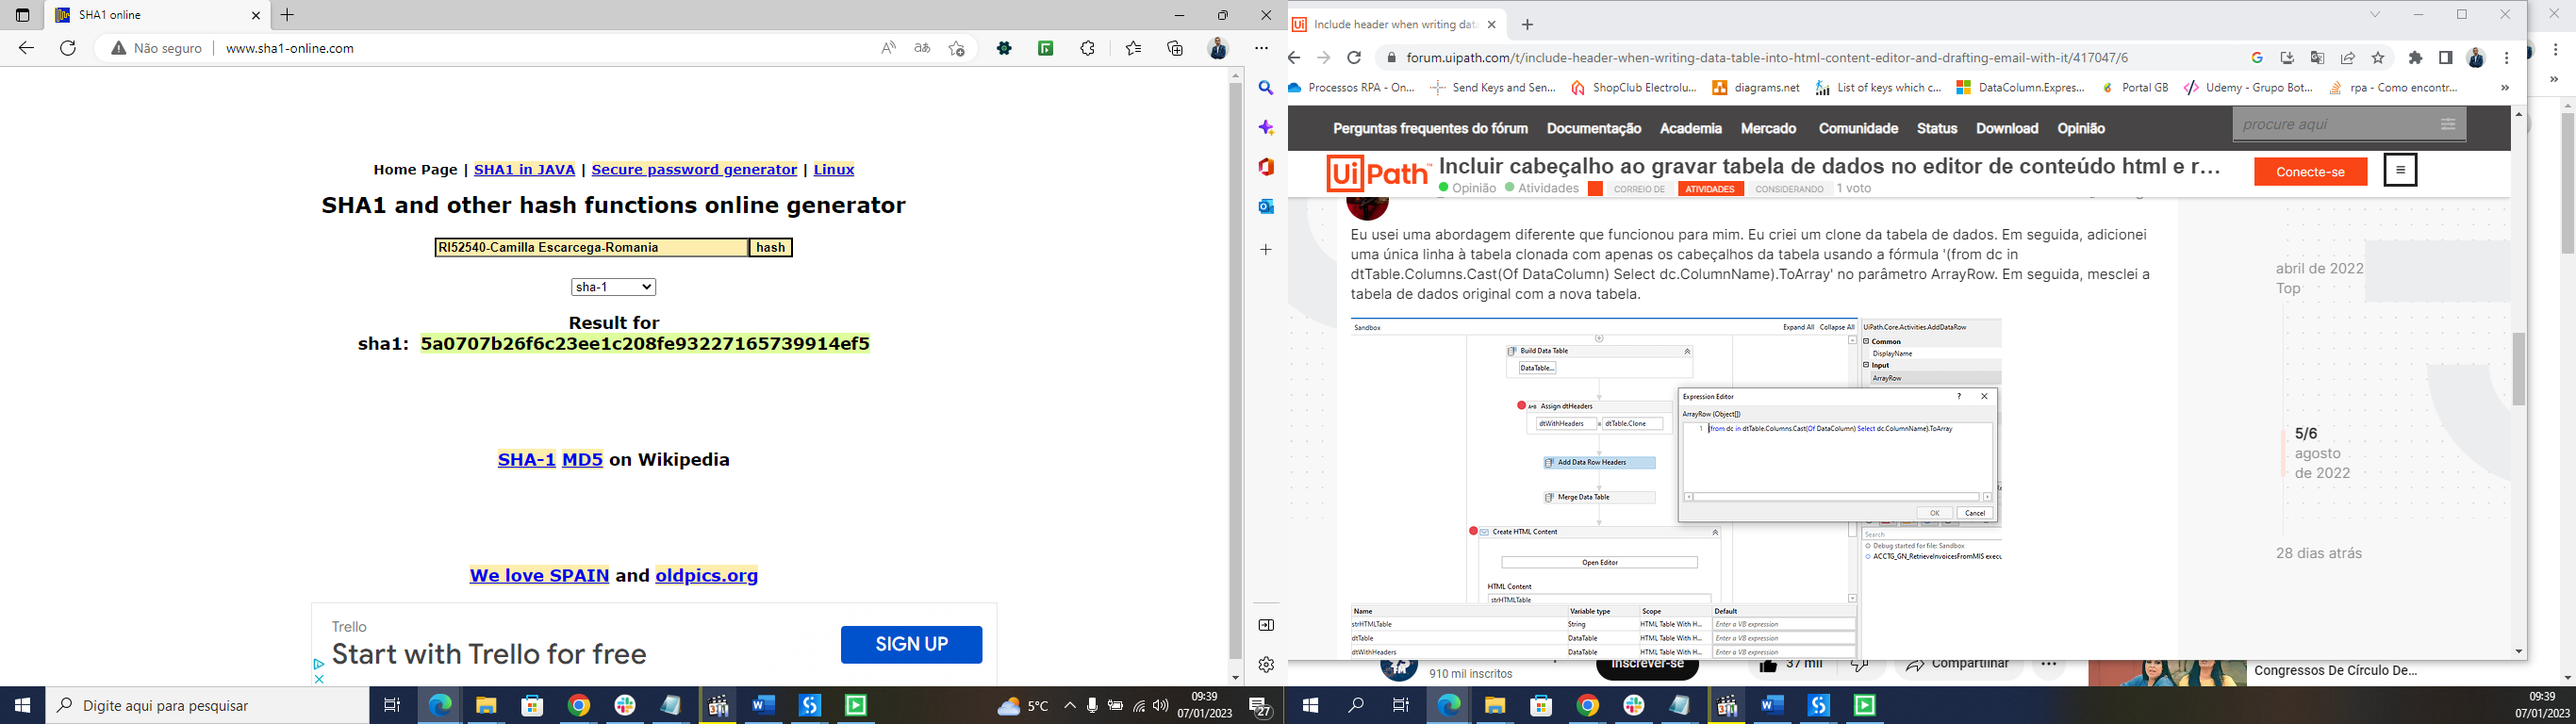 SHA1 online
Não seguro
www.sha1-online.com
Home Page | SHA1 in JAVA | Secure password generator | Linux
SHA1 and other hash functions online generator
RI52540-Camilla Escarcega-Romania
hash
sha-1
Result for
sha1: 5a0707b26f6c23ee1c208fe93227165739914ef5
SHA-1 MD5 on Wikipedia
We love SPAIN and oldpics.org
Trello
Start with Trello for free
SIGN UP
Digite aqui para pesquisar
5°C
09:39
07/01/2023
27
Include header when writing dat
forum.uipath.com/t/include-header-when-writing-data-table-into-html-content-editor-and-drafting-email-with-it/417047/6
Processos RPA - On...
Send Keys and Sen...
ShopClub Electrolu...
diagrams.net
List of keys which c...
DataColumn.Expres...
Portal GB
Udemy - Grupo Bot...
rpa - Como encontr...
Perguntas frequentes do fórum
Documentação
Academia
Mercado
Comunidade
Status
Download
Opinião
procure aqui
UiPath
Incluir cabeçalho ao gravar tabela de dados no editor de conteúdo html e r...
Opinião
Atividades
CORREIO DE
ATIVIDADES
CONSIDERANDO
1 voto
Conecte-se
Eu usei uma abordagem diferente que funcionou para mim. Eu criei um clone da tabela de dados. Em seguida, adicionei
uma única linha à tabela clonada com apenas os cabeçalhos da tabela usando a fórmula '(from dc in
dtTable.Columns.Cast(Of DataColumn) Select dc.ColumnName).ToArray' no parâmetro ArrayRow. Em seguida, mesclei a
tabela de dados original com a nova tabela.
Sandbox
Expand All
Collapse All
Build Data Table
DataTable...
Assign dtHeaders
dtWithHeaders
=
dtTable.Clone
Add Data Row Headers
Merge Data Table
Create HTML Content
Open Editor
HTML Content
strHTMLTable
UiPath.Core.Activities.AddDataRow
Common
DisplayName
Input
ArrayRow
Expression Editor
ArrayRow (Object[])
1 (from dc in dtTable.Columns.Cast(Of DataColumn) Select dc.ColumnName).ToArray
OK
Cancel
Search
Debug started for file: Sandbox
ACCTG_GN_RetrieveInvoicesFromMIS execu
Name Variable type Scope Default
strHTMLTable String HTML Table With H... Enter a VB expression
dtTable DataTable HTML Table With H... Enter a VB expression
dtWithHeaders DataTable HTML Table With H... Enter a VB expression
abril de 2022
Top
5/6
agosto
de 2022
28 dias atrás
910 mil inscritos
Inscrever-se
37 mil
Compartilhar
Congressos De Círculo De...
09:39
07/01/2023